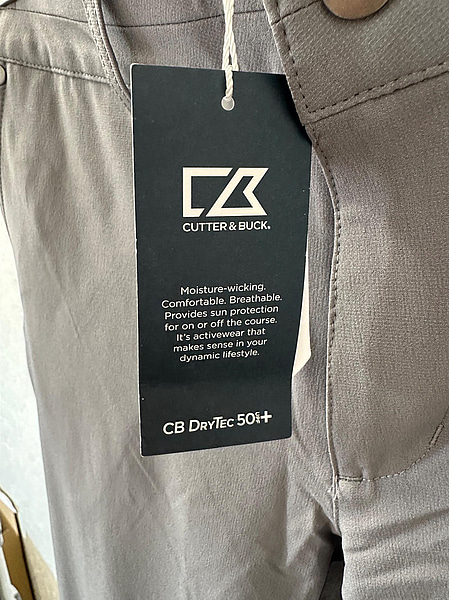 CB
CUTTER & BUCK®
Moisture-wicking.
Comfortable. Breathable.
Provides sun protection
for on or off the course.
It's activewear that
makes sense in your
dynamic lifestyle.
CB DRYTEC 50+